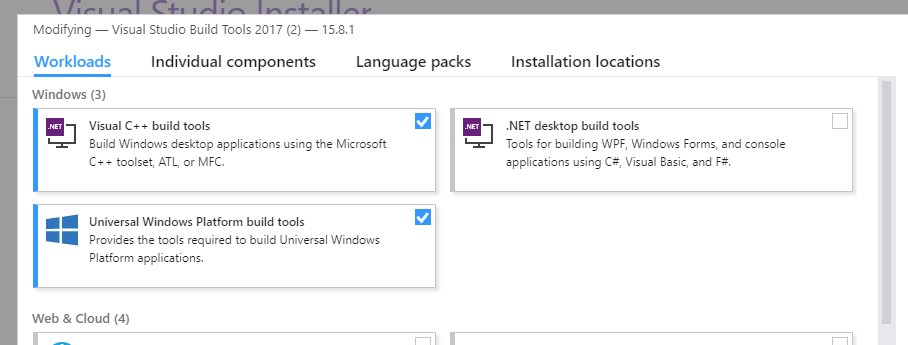 Visual Studio Installer
Modifying — Visual Studio Build Tools 2017 (2) — 15.8.1
Workloads Individual components Language packs Installation locations
Windows (3)
.NET Visual C++ build tools
Build Windows desktop applications using the Microsoft
C++ toolset, ATL, or MFC.
.NET .NET desktop build tools
Tools for building WPF, Windows Forms, and console
applications using C#, Visual Basic, and F#.
Universal Windows Platform build tools
Provides the tools required to build Universal Windows
Platform applications.
Web & Cloud (4)